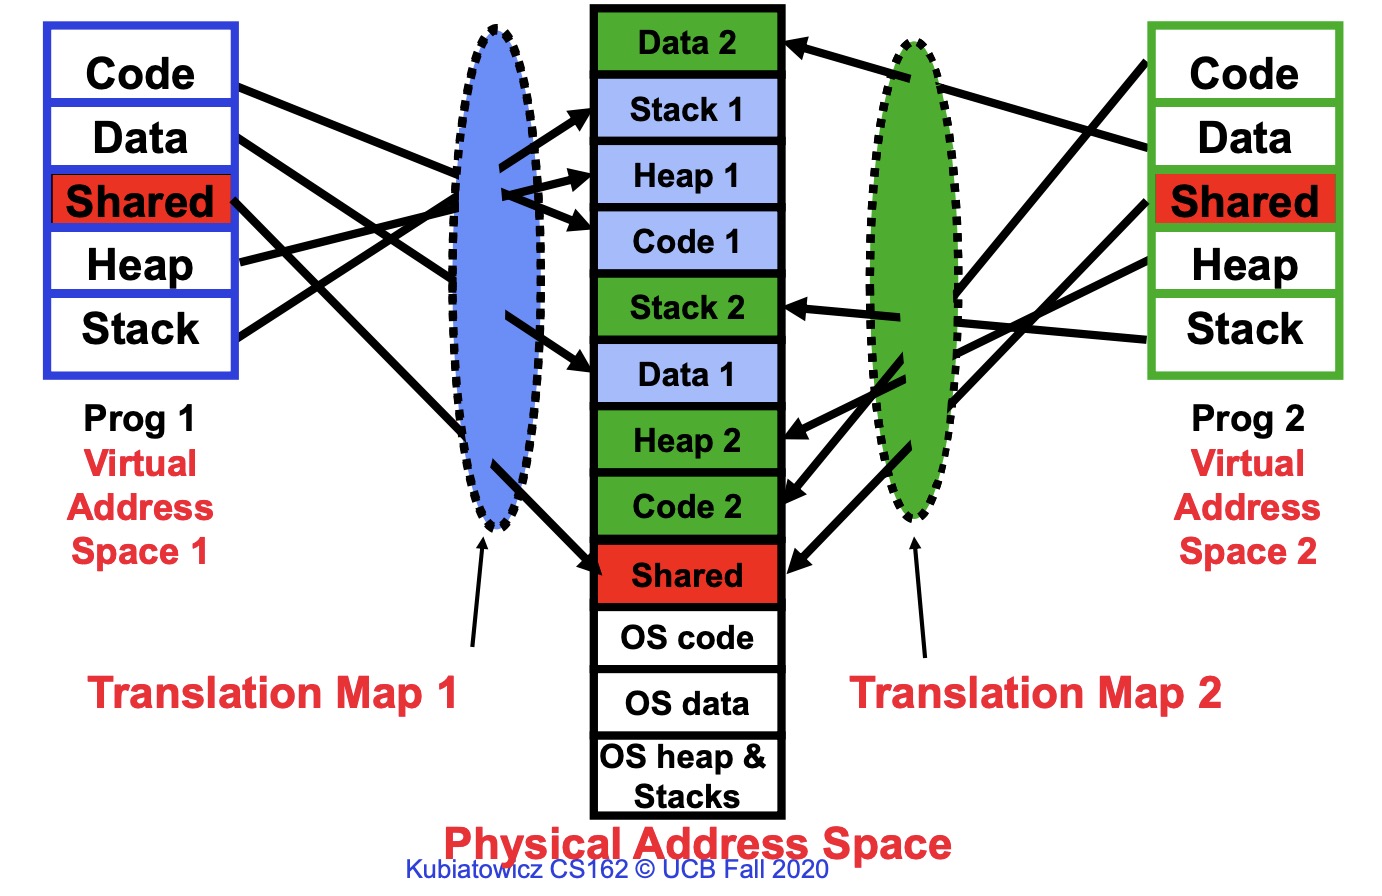 Code
Data
Shared
Heap
Stack
Prog 1
Virtual
Address
Space 1
Translation Map 1
Data 2
Stack 1
Heap 1
Code 1
Stack 2
Data 1
Heap 2
Code 2
Shared
OS code
OS data
OS heap &
Stacks
Physical Address Space
Code
Data
Shared
Heap
Stack
Prog 2
Virtual
Address
Space 2
Translation Map 2
Kubiatowicz CS162 © UCB Fall 2020